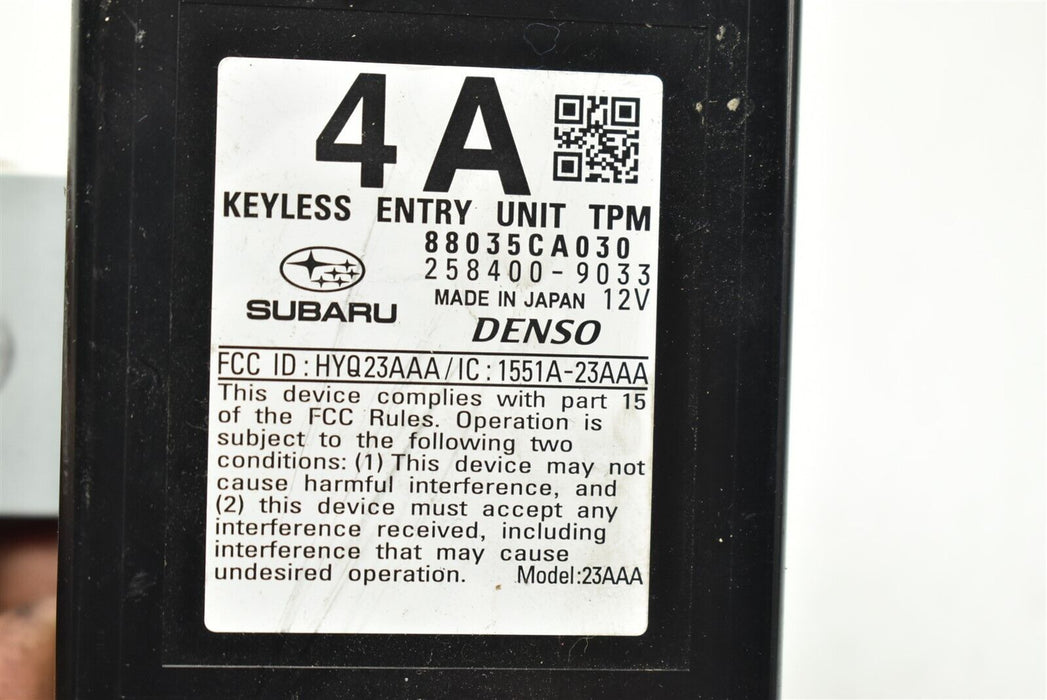 4A
KEYLESS ENTRY UNIT TPM
88035CA030
258400-9033
MADE IN JAPAN 12V
SUBARU
DENSO
FCC ID : HYQ23AAA / IC : 1551A-23AAA
This device complies with part 15
of the FCC Rules. Operation is
subject to the following two
conditions: (1) This device may not
cause harmful interference, and
(2) this device must accept any
interference received, including
interference that may cause
undesired operation. Model:23AAA